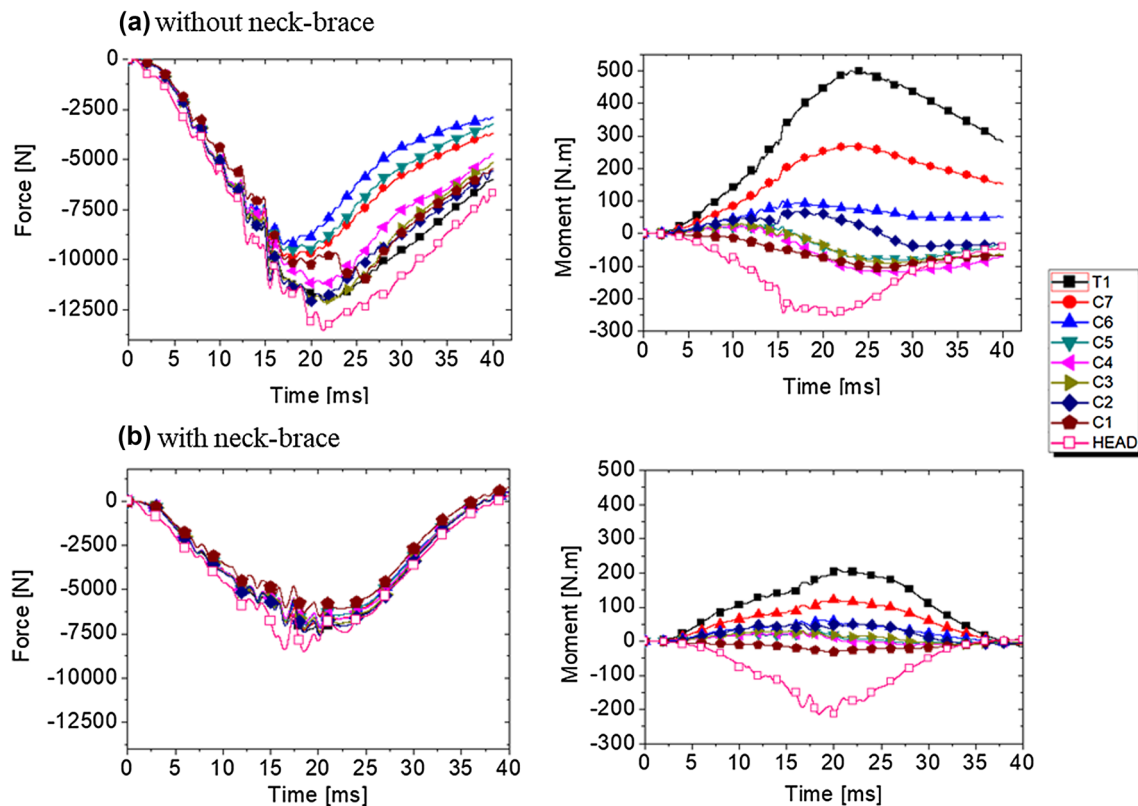 (a) without neck-brace
0
-2500
-5000
-7500
-10000
-12500
Force [N]
0 5 10 15 20 25 30 35 40
Time [ms]
500
400
300
200
100
0
-100
-200
-300
Moment [N.m]
0 5 10 15 20 25 30 35 40
Time [ms]
T1
C7
C6
C5
C4
C3
C2
C1
HEAD
(b) with neck-brace
0
-2500
-5000
-7500
-10000
-12500
Force [N]
0 5 10 15 20 25 30 35 40
Time [ms]
500
400
300
200
100
0
-100
-200
-300
Moment [N.m]
0 5 10 15 20 25 30 35 40
Time [ms]